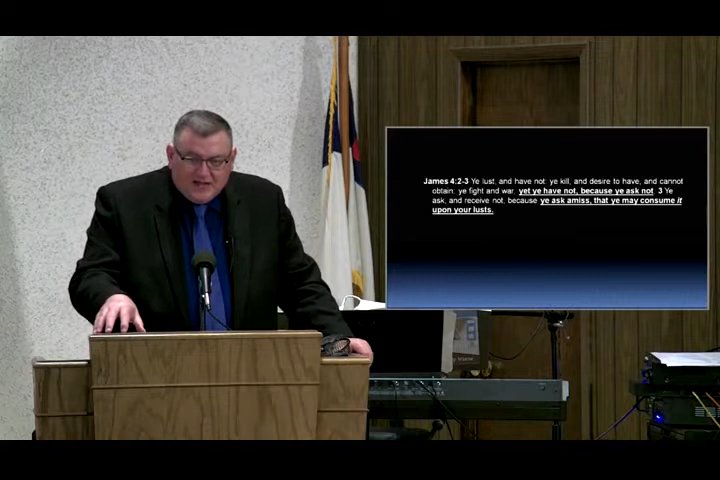 James 4:2-3 Ye lust, and have not: ye kill, and desire to have, and cannot
obtain: ye fight and war, yet ye have not, because ye ask not. 3 Ye
ask, and receive not, because ye ask amiss, that ye may consume it
upon your lusts.